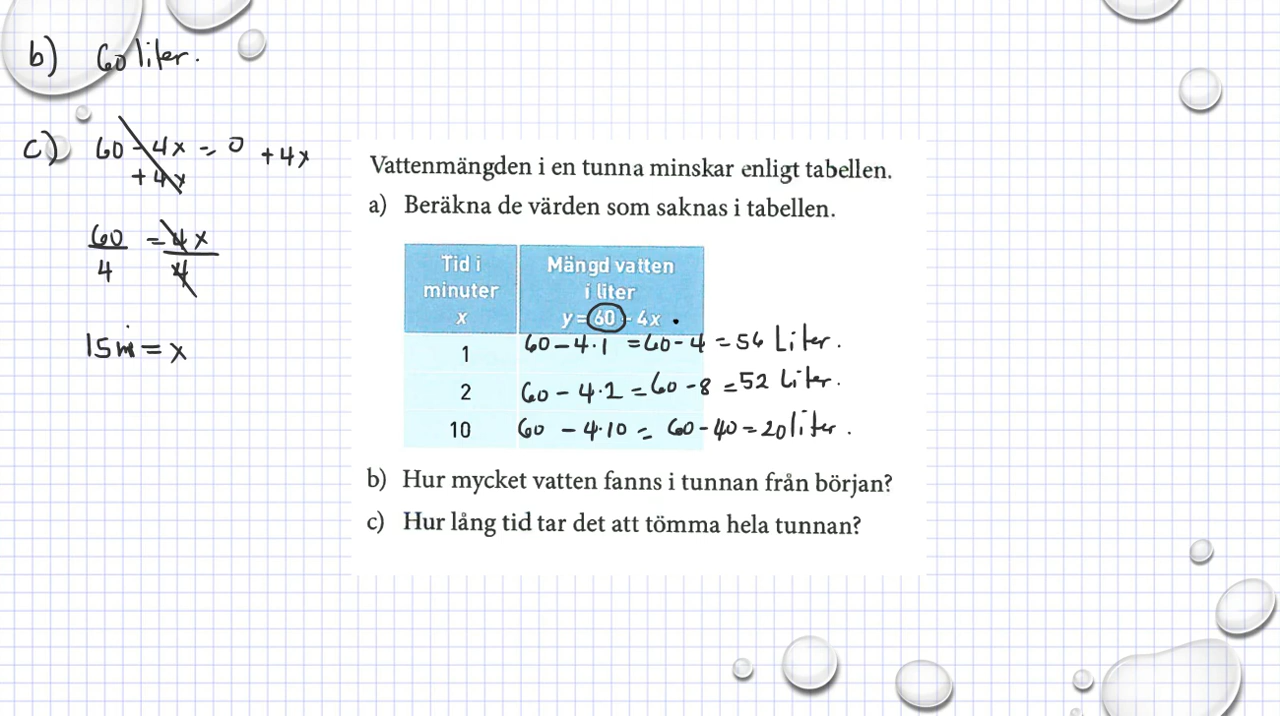 b) 60 liter.
c) 60 - 4x = 0 +4x
+4x
60 = 4x
4 4
15 min = x
Vattenmängden i en tunna minskar enligt tabellen.
a) Beräkna de värden som saknas i tabellen.
Tid i
minuter
x
Mängd vatten
i liter
y = 60 - 4x
1 60 - 4·1 = 60 - 4 = 56 Liter.
2 60 - 4·2 = 60 - 8 = 52 Liter.
10 60 - 4·10 = 60 - 40 = 20 liter.
b) Hur mycket vatten fanns i tunnan från början?
c) Hur lång tid tar det att tömma hela tunnan?